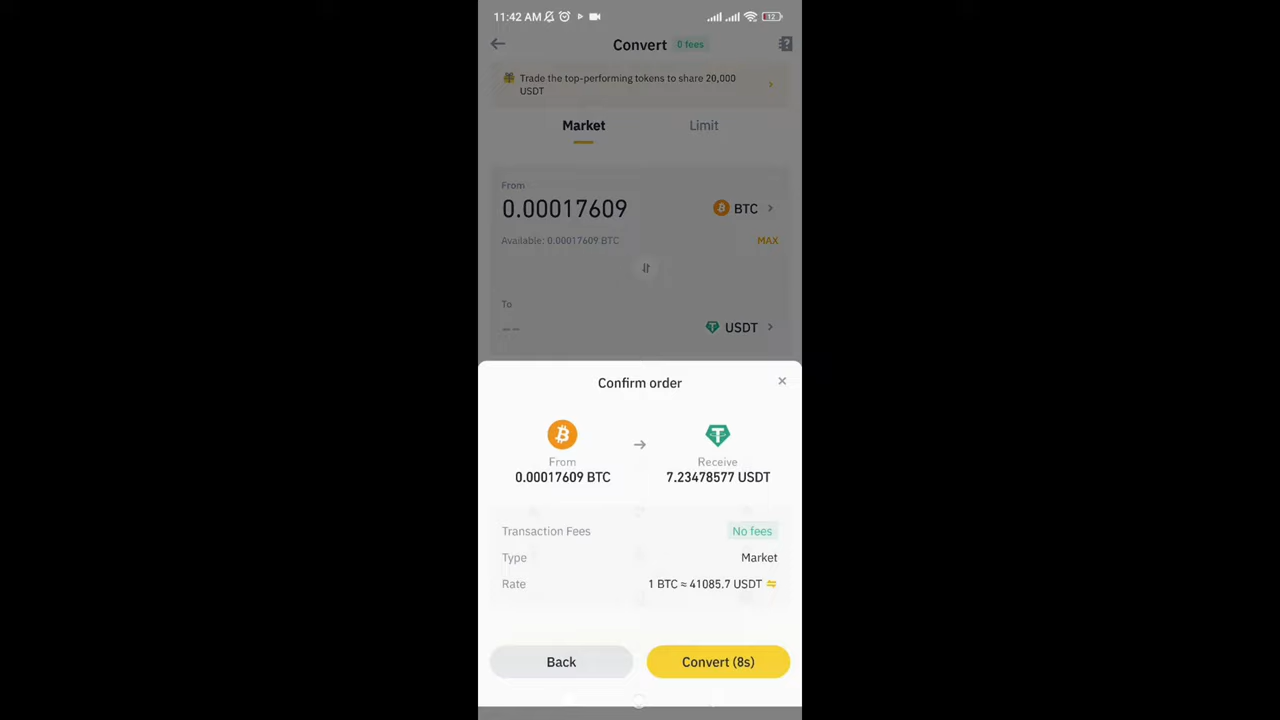 11:42 AM
12
Convert 0 fees
Trade the top-performing tokens to share 20,000
USDT
Market Limit
From
0.00017609 BTC
Available: 0.00017609 BTC MAX
To
-- USDT
Confirm order
From Receive
0.00017609 BTC 7.23478577 USDT
Transaction Fees No fees
Type Market
Rate 1 BTC ≈ 41085.7 USDT
Back Convert (8s)